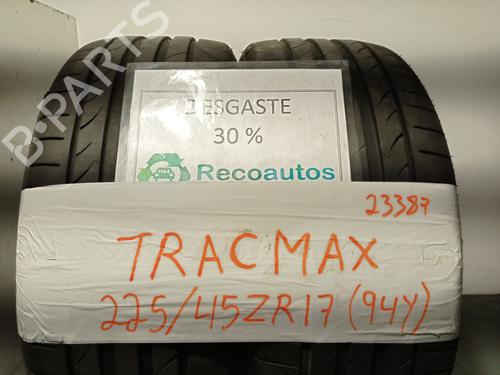 DESGASTE
30 %
Recoautos
23387
TRACMAX
225/45ZR17 (94Y)
B-PARTS